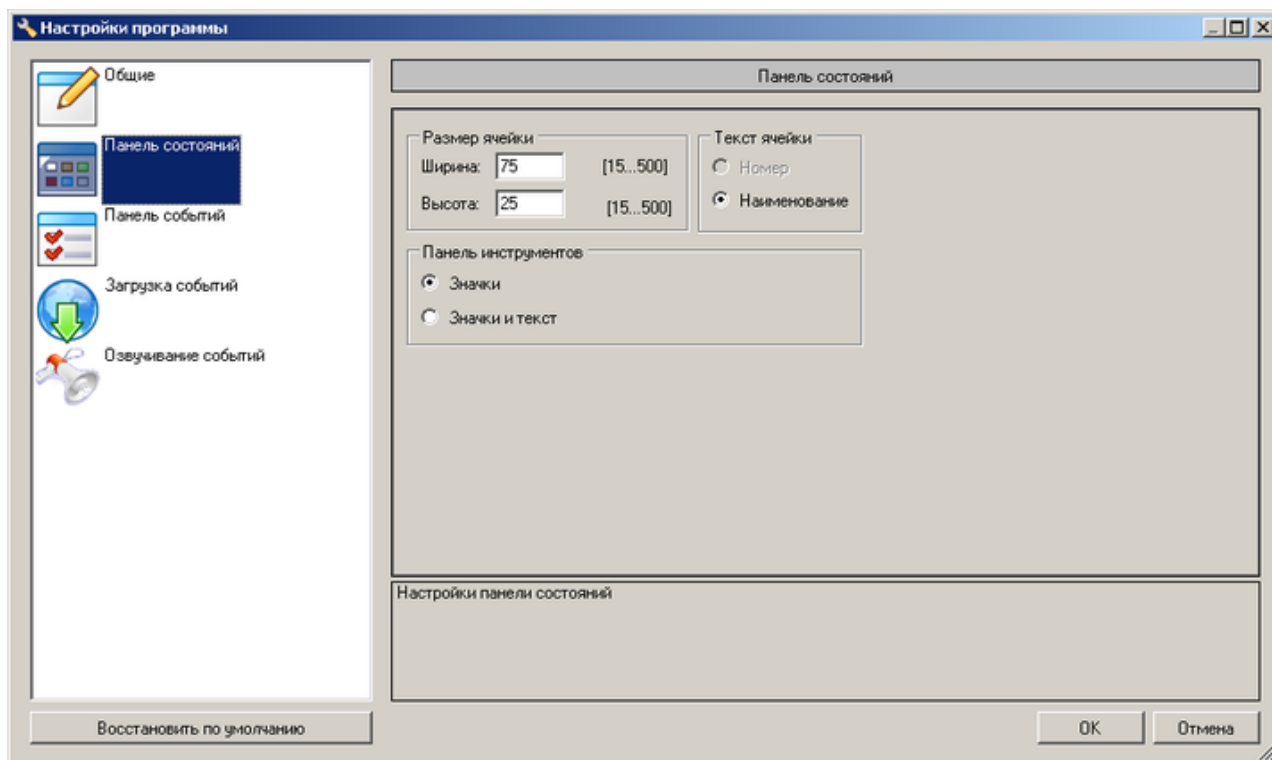 Настройки программы
Общие
Панель состояний
Панель событий
Загрузка событий
Озвучивание событий
Восстановить по умолчанию
Панель состояний
Размер ячейки
Ширина: 75 [15...500]
Высота: 25 [15...500]
Текст ячейки
Номер
Наименование
Панель инструментов
Значки
Значки и текст
Настройки панели состояний
OK Отмена